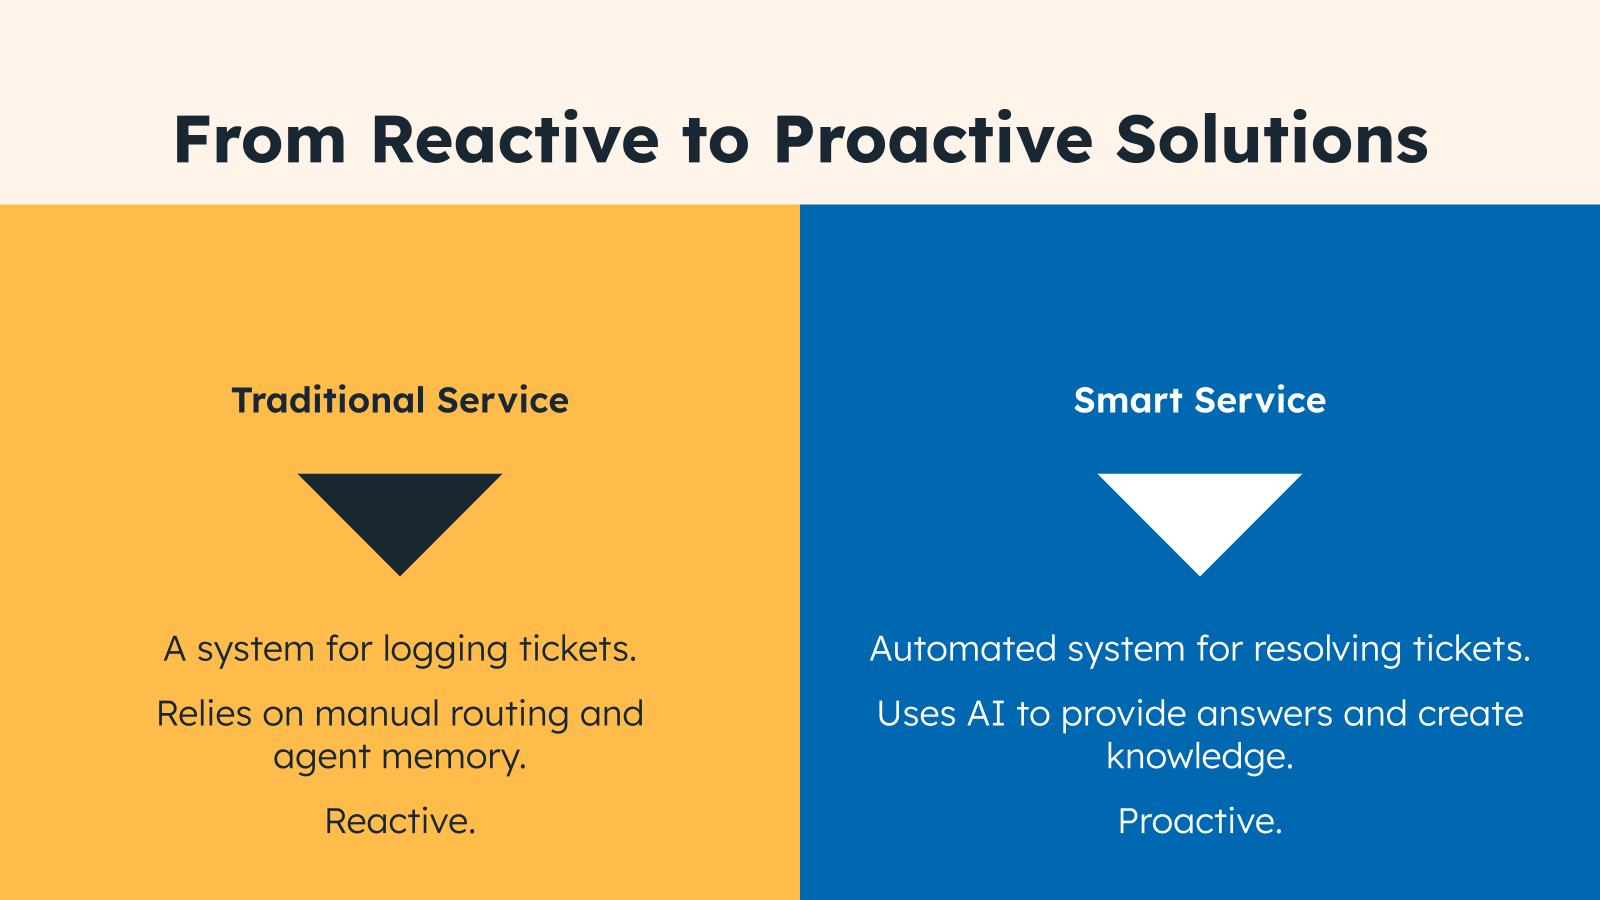 From Reactive to Proactive Solutions
Traditional Service
A system for logging tickets.
Relies on manual routing and
agent memory.
Reactive.
Smart Service
Automated system for resolving tickets.
Uses AI to provide answers and create
knowledge.
Proactive.